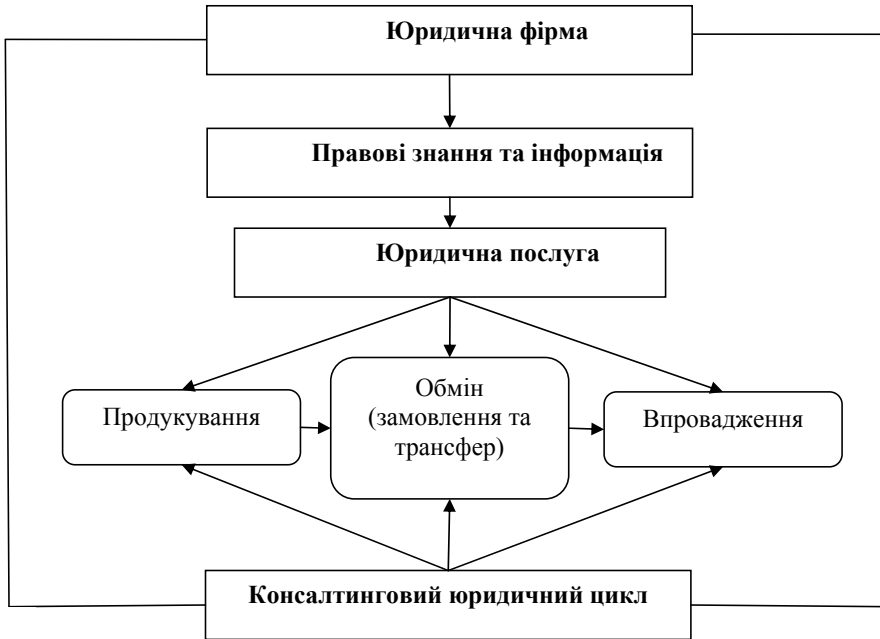 Юридична фірма
Правові знання та інформація
Юридична послуга
Продукування
Обмін
(замовлення та
трансфер)
Впровадження
Консалтинговий юридичний цикл